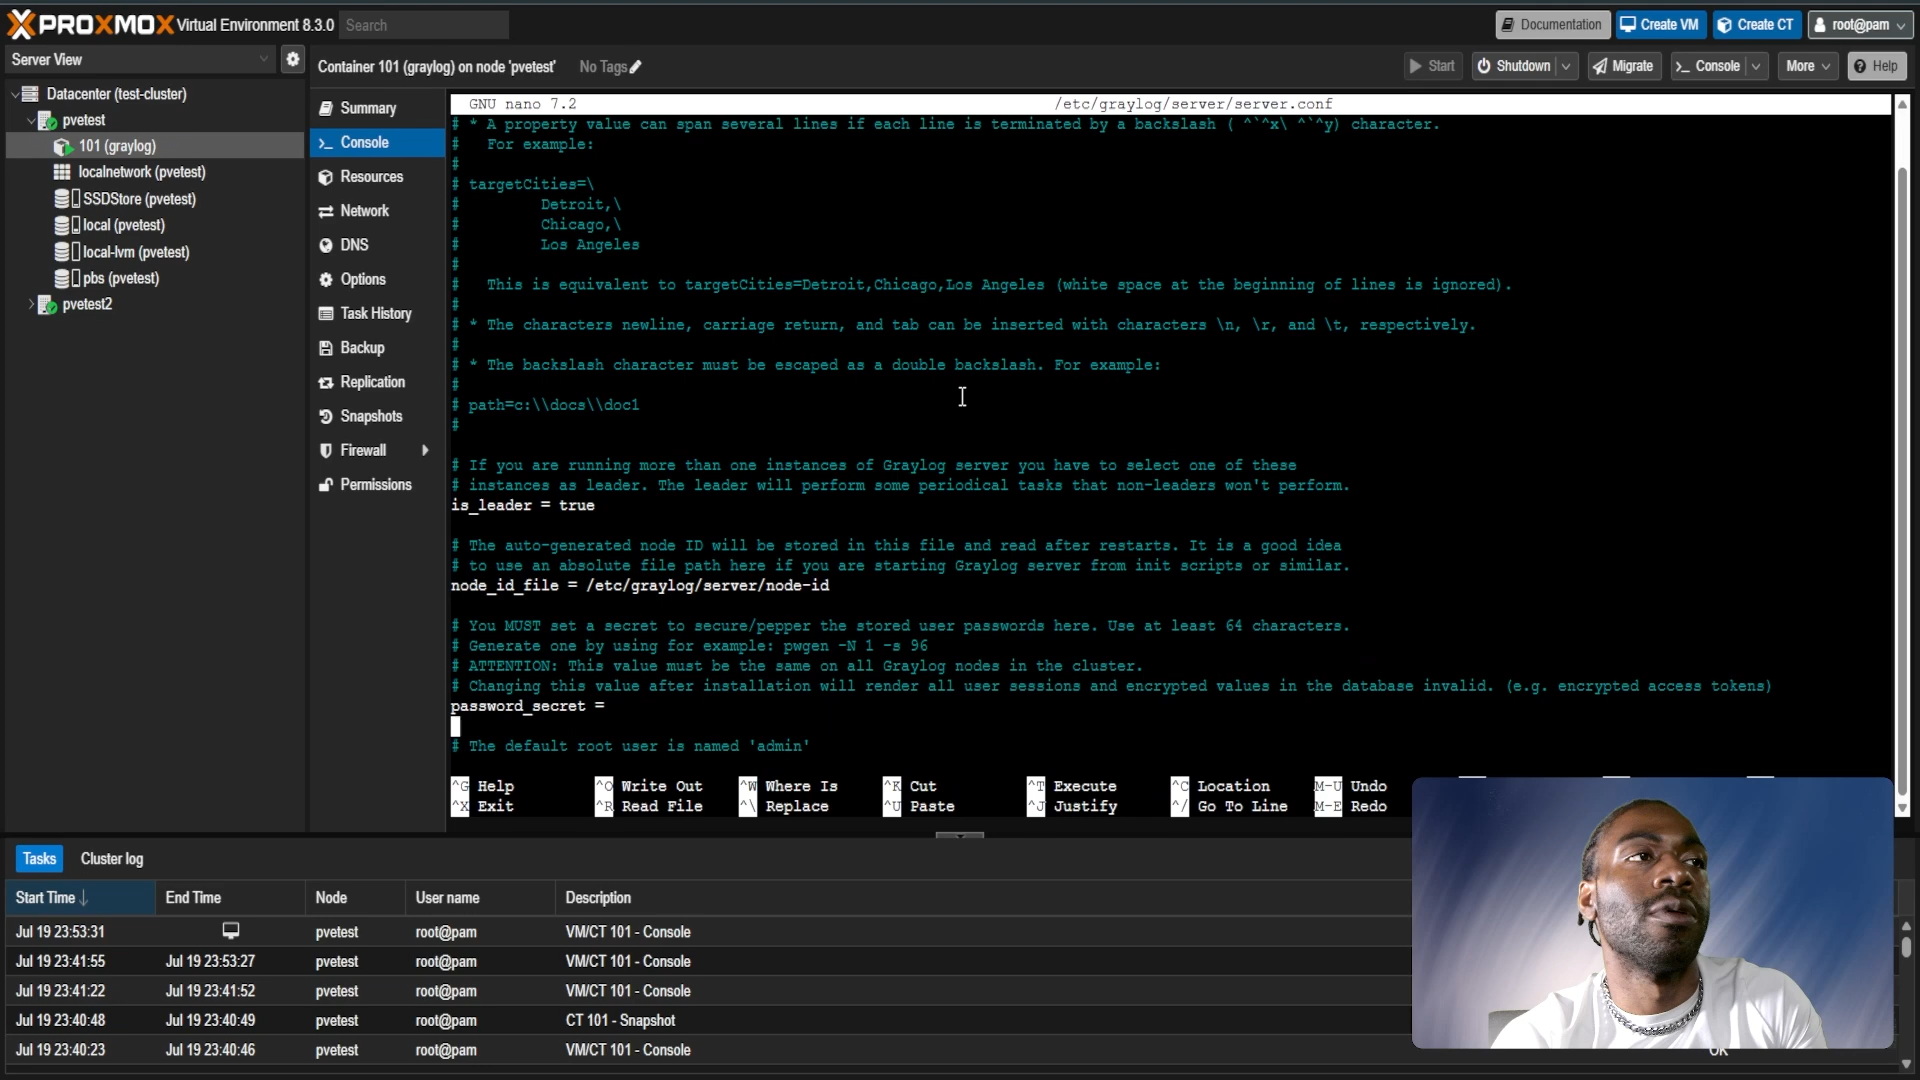 PROXMOX Virtual Environment 8.3.0 Search Documentation Create VM Create CT root@pam
Server View
Container 101 (graylog) on node 'pvetest' No Tags Start Shutdown Migrate Console More Help
Datacenter (test-cluster)
pvetest
101 (graylog)
localnetwork (pvetest)
SSDStore (pvetest)
local (pvetest)
local-lvm (pvetest)
pbs (pvetest)
pvetest2
Summary
Console
Resources
Network
DNS
Options
Task History
Backup
Replication
Snapshots
Firewall
Permissions
GNU nano 7.2 /etc/graylog/server/server.conf
# * A property value can span several lines if each line is terminated by a backslash ( ^`^x\ ^`^y) character.
# For example:
#
# targetCities=\
# Detroit,\
# Chicago,\
# Los Angeles
#
# This is equivalent to targetCities=Detroit,Chicago,Los Angeles (white space at the beginning of lines is ignored).
#
# * The characters newline, carriage return, and tab can be inserted with characters \n, \r, and \t, respectively.
#
# * The backslash character must be escaped as a double backslash. For example:
#
# path=c:\\docs\\doc1
#
# If you are running more than one instances of Graylog server you have to select one of these
# instances as leader. The leader will perform some periodical tasks that non-leaders won't perform.
is_leader = true
# The auto-generated node ID will be stored in this file and read after restarts. It is a good idea
# to use an absolute file path here if you are starting Graylog server from init scripts or similar.
node_id_file = /etc/graylog/server/node-id
# You MUST set a secret to secure/pepper the stored user passwords here. Use at least 64 characters.
# Generate one by using for example: pwgen -N 1 -s 96
# ATTENTION: This value must be the same on all Graylog nodes in the cluster.
# Changing this value after installation will render all user sessions and encrypted values in the database invalid. (e.g. encrypted access tokens)
password_secret =
# The default root user is named 'admin'
^G Help ^O Write Out ^W Where Is ^K Cut ^T Execute ^C Location M-U Undo
^X Exit ^R Read File ^\ Replace ^U Paste ^J Justify ^/ Go To Line M-E Redo
Tasks Cluster log
Start Time End Time Node User name Description
Jul 19 23:53:31 pvetest root@pam VM/CT 101 - Console
Jul 19 23:41:55 Jul 19 23:53:27 pvetest root@pam VM/CT 101 - Console
Jul 19 23:41:22 Jul 19 23:41:52 pvetest root@pam VM/CT 101 - Console
Jul 19 23:40:48 Jul 19 23:40:49 pvetest root@pam CT 101 - Snapshot
Jul 19 23:40:23 Jul 19 23:40:46 pvetest root@pam VM/CT 101 - Console OK